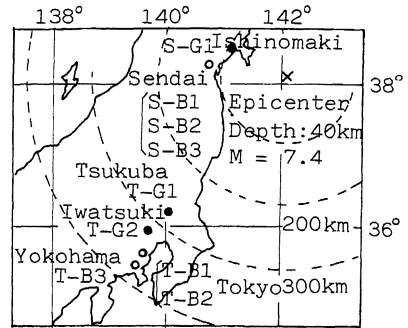 138° 140° 142°
S-G1 Ishinomaki
Sendai
38°
S-B1 Epicenter
S-B2 Depth:40km
S-B3 M = 7.4
Tsukuba
T-G1
Iwatsuki
T-G2
200km 36°
Yokohama
T-B3 T-B1
Tokyo 300km
T-B2